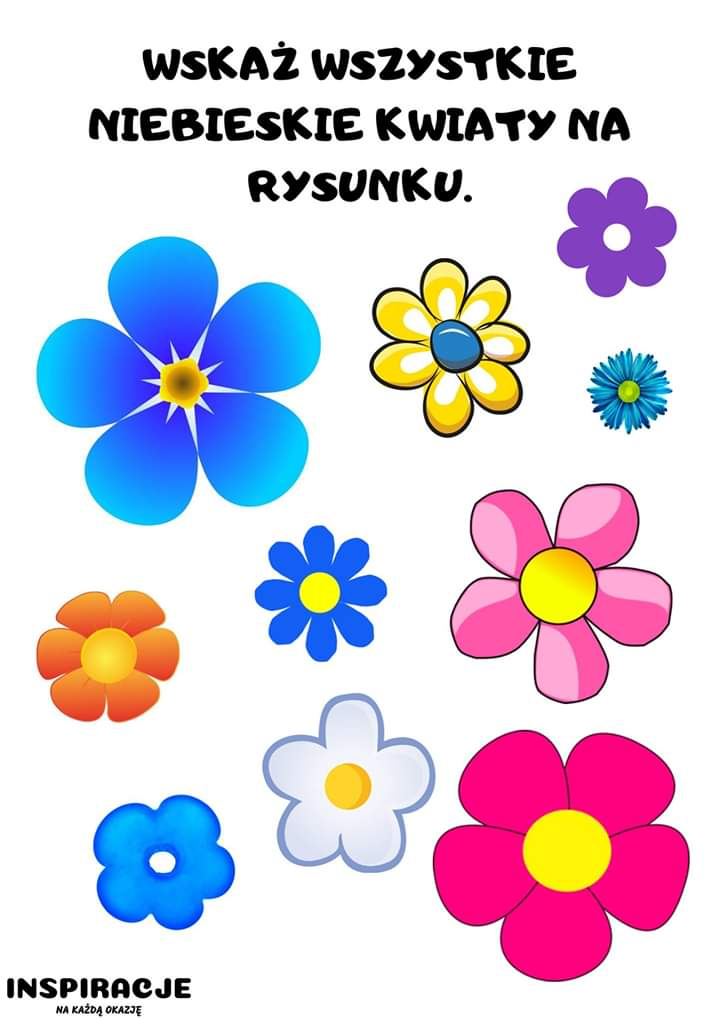 WSKAŻ WSZYSTKIE
NIEBIESKIE KWIATY NA
RYSUNKU.
INSPIRACJE
NA KAŻDĄ OKAZJĘ